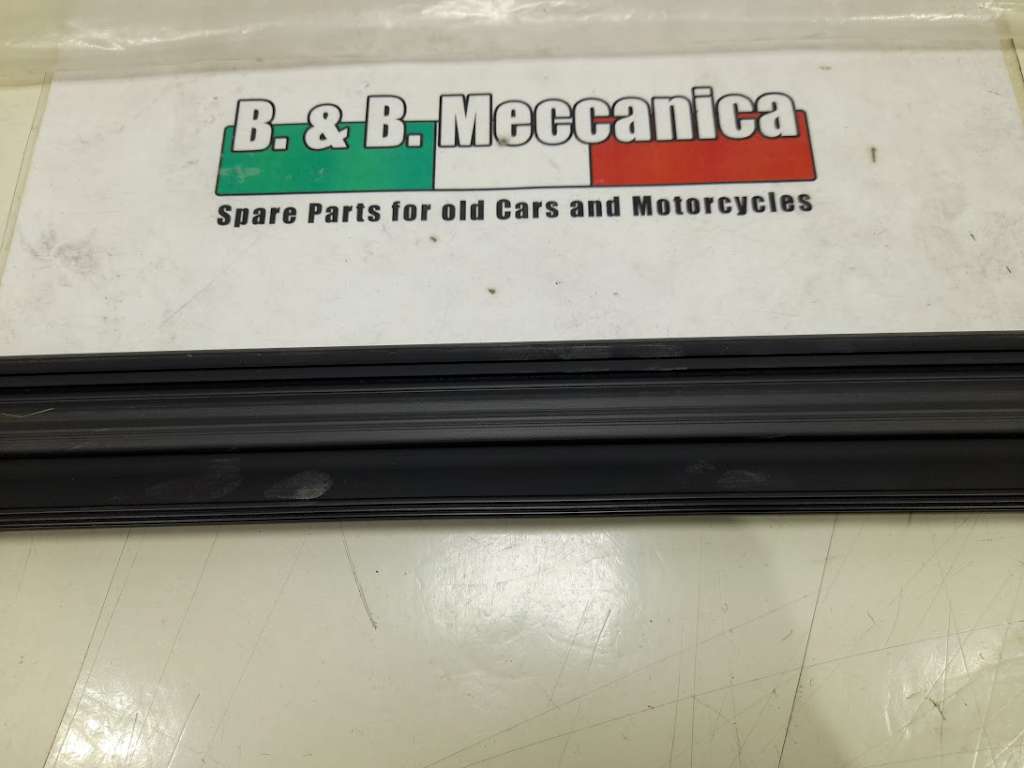 B. & B. Meccanica
Spare Parts for old Cars and Motorcycles